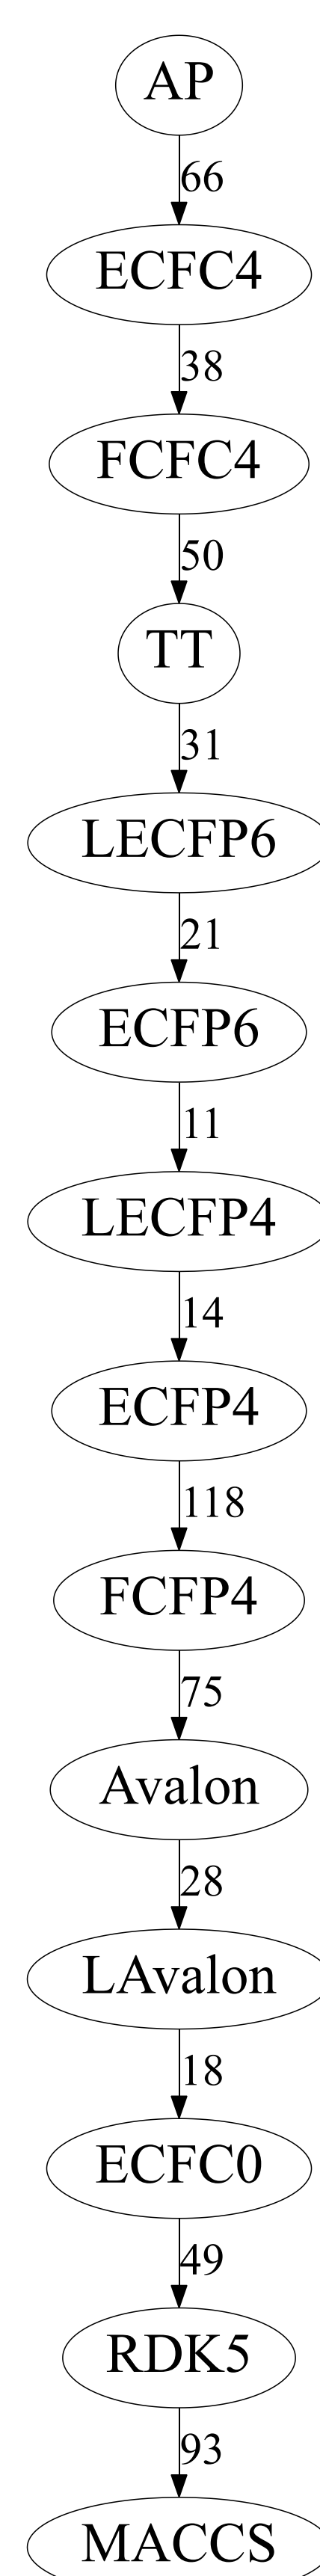 AP
66
ECFC4
38
FCFC4
50
TT
31
LECFP6
21
ECFP6
11
LECFP4
14
ECFP4
118
FCFP4
75
Avalon
28
LAvalon
18
ECFC0
49
RDK5
93
MACCS